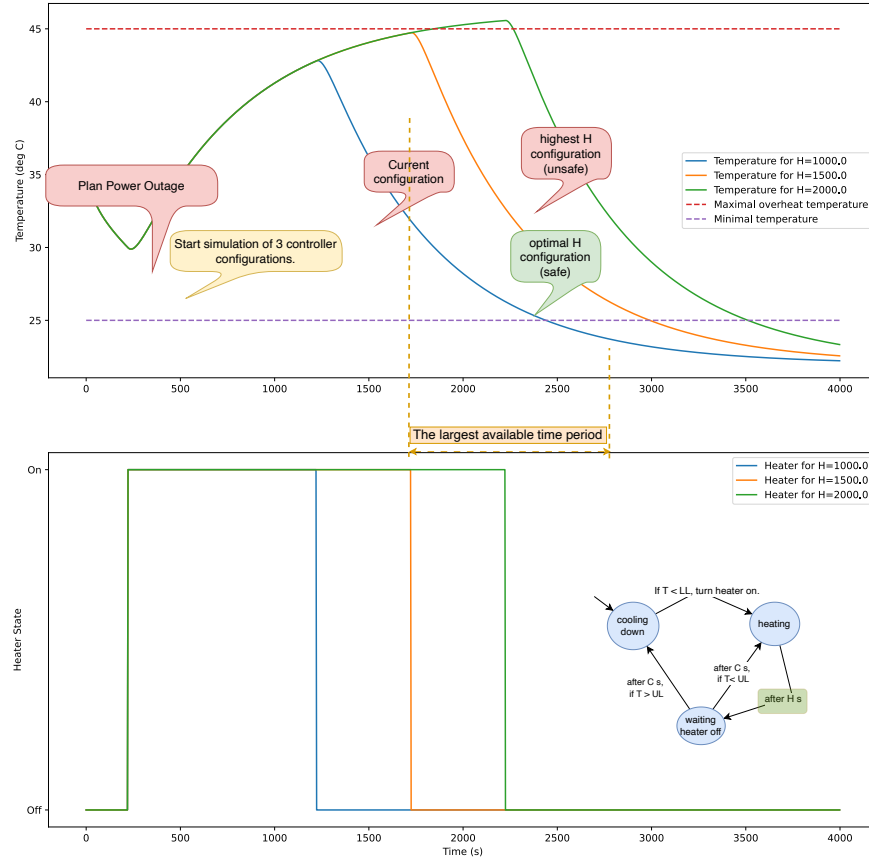 45
40
35
30
25
Temperature (deg C)
Plan Power Outage
Start simulation of 3 controller
configurations.
Current
configuration
highest H
configuration
(unsafe)
optimal H
configuration
(safe)
Temperature for H=1000.0
Temperature for H=1500.0
Temperature for H=2000.0
Maximal overheat temperature
Minimal temperature
0 500 1000 1500 2000 2500 3000 3500 4000
The largest available time period
On
Off
Heater State
Heater for H=1000.0
Heater for H=1500.0
Heater for H=2000.0
If T < LL, turn heater on.
cooling
down
heating
after C s,
if T > UL
after C s,
if T< UL
after H s
waiting
heater off
0 500 1000 1500 2000 2500 3000 3500 4000
Time (s)